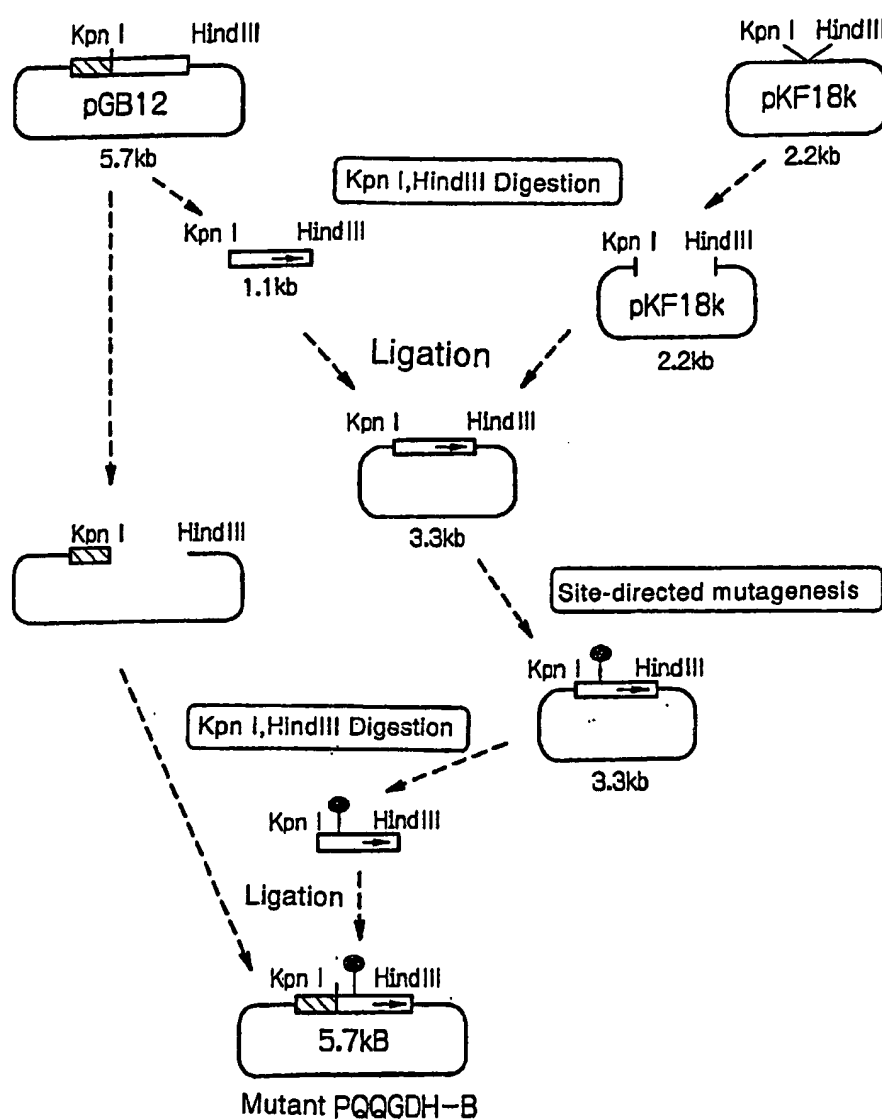 Kpn I HindIII
pGB12
5.7kb
Kpn I HindIII
pKF18k
2.2kb
Kpn I,HindIII Digestion
Kpn I HindIII
1.1kb
Kpn I HindIII
pKF18k
2.2kb
Ligation
Kpn I HindIII
3.3kb
Kpn I HindIII
Site-directed mutagenesis
Kpn I HindIII
3.3kb
Kpn I,HindIII Digestion
Kpn I HindIII
Ligation
Kpn I HindIII
5.7kB
Mutant PQQGDH-B